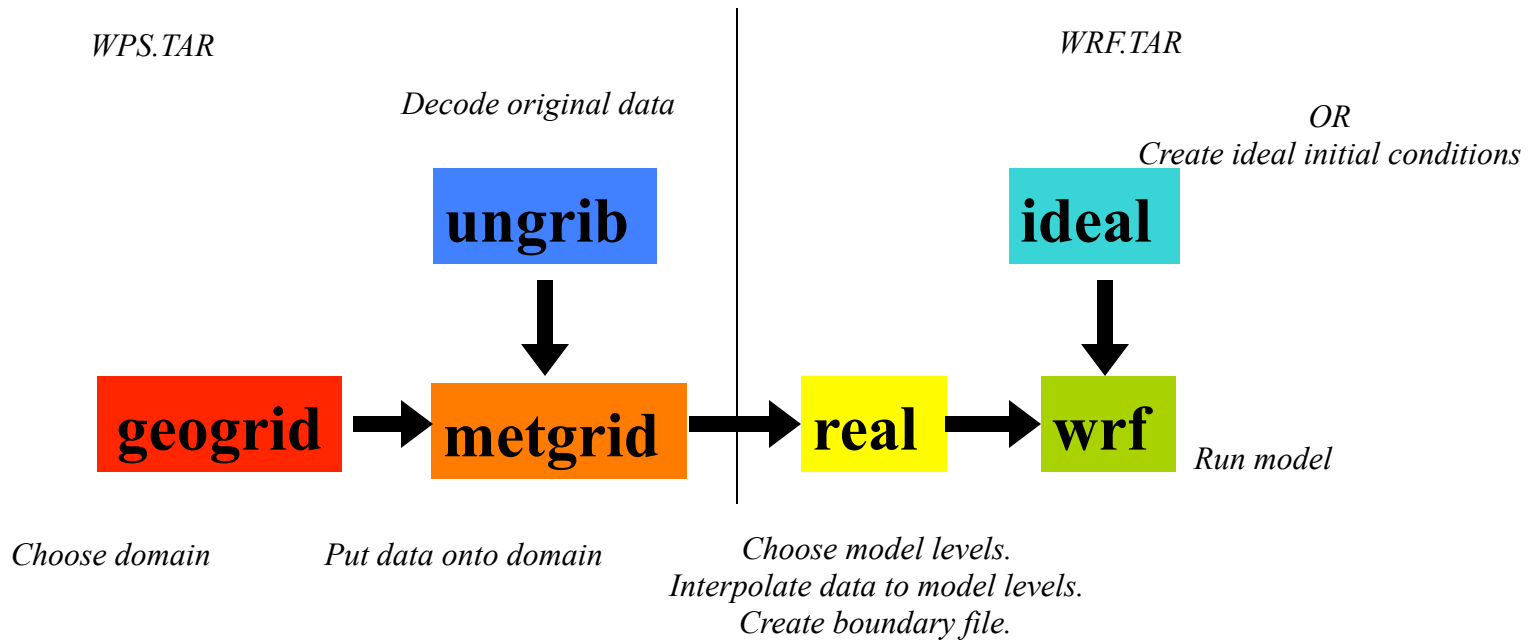 WPS.TAR
WRF.TAR
Decode original data
OR
Create ideal initial conditions
ungrib
ideal
geogrid
metgrid
real
wrf
Run model
Choose domain
Put data onto domain
Choose model levels.
Interpolate data to model levels.
Create boundary file.